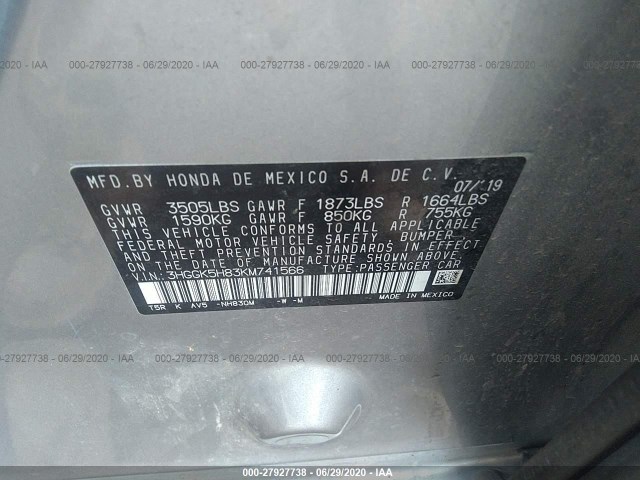 000-27927738 - 06/29/2020 - IAA 000-27927738 - 06/29/2020 - IAA 000-27927738 - 06/29/2020 - IAA
MFD.BY HONDA DE MEXICO S.A. DE C.V.
07/'19
GVWR 3505LBS GAWR F 1873LBS R 1664LBS
GVWR 1590KG GAWR F 850KG R 755KG
THIS VEHICLE CONFORMS TO ALL APPLICABLE
FEDERAL MOTOR VEHICLE SAFETY, BUMPER,
AND THEFT PREVENTION STANDARDS IN EFFECT
ON THE DATE OF MANUFACTURE SHOWN ABOVE.
V.I.N.: 3HGGK5H83KM741566 TYPE:PASSENGER CAR
T5R K AV5 -NH830M -W -M MADE IN MEXICO
000-27927738 - 06/29/2020 - IAA 000-27927738 - 06/29/2020 - IAA 000-27927738 - 06/29/2020 - IAA
000-27927738 - 06/29/2020 - IAA